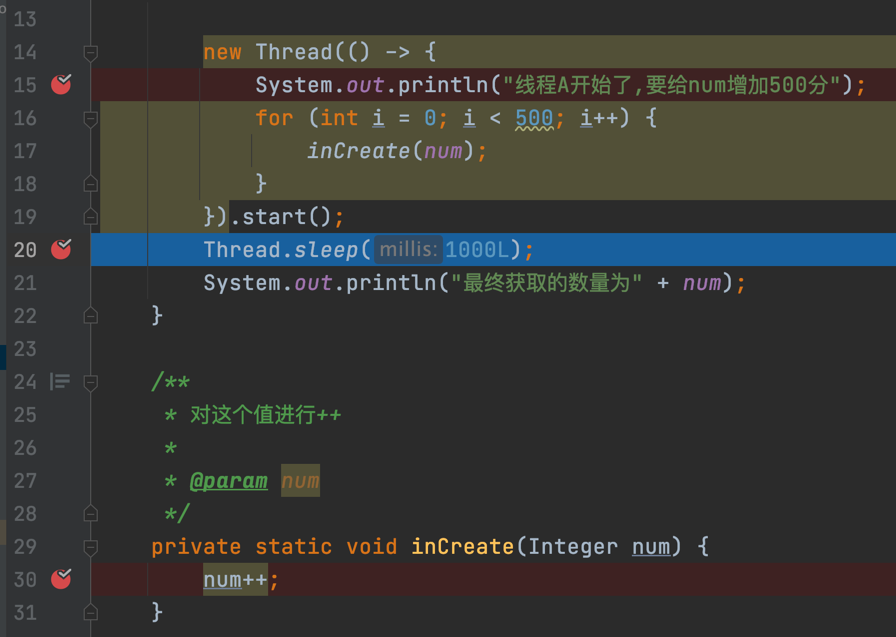 13
14 new Thread(() -> {
15 System.out.println("线程A开始了,要给num增加500分");
16 for (int i = 0; i < 500; i++) {
17 inCreate(num);
18 }
19 }).start();
20 Thread.sleep( millis: 1000L);
21 System.out.println("最终获取的数量为" + num);
22 }
23
24 /**
25 * 对这个值进行++
26 *
27 * @param num
28 */
29 private static void inCreate(Integer num) {
30 num++;
31 }